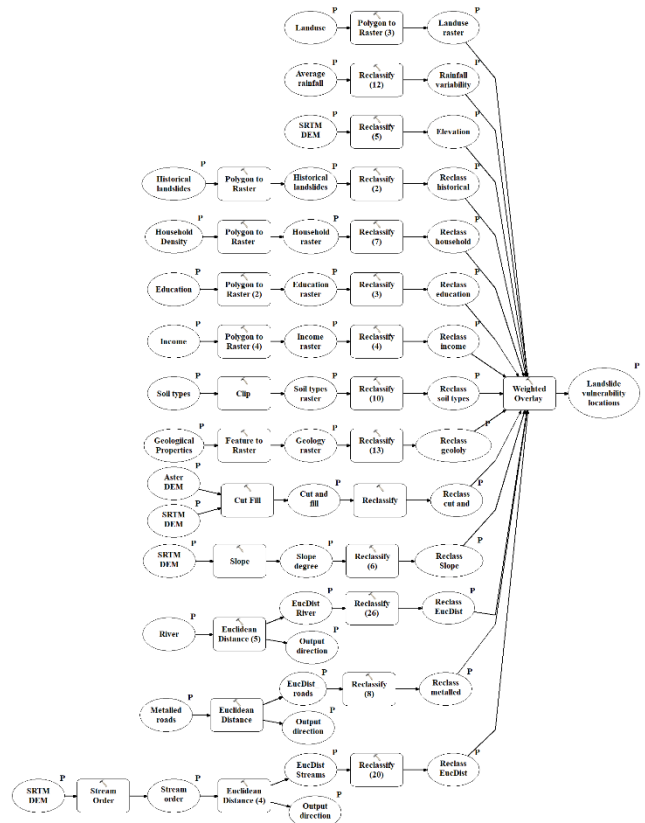 P P
Landuse Polygon to Raster (3) Landuse raster
P P
Average rainfall Reclassify (12) Rainfall variability
P P
SRTM DEM Reclassify (5) Elevation
P P P
Historical landslides Polygon to Raster Historical landslides Reclassify (2) Reclass historical
P P P
Household Density Polygon to Raster Household raster Reclassify (7) Reclass household
P P P
Education Polygon to Raster (2) Education raster Reclassify (3) Reclass education
P P P P
Income Polygon to Raster (4) Income raster Reclassify (4) Reclass income
Weighted Overlay Landslide vulnerability locations
P P P
Soil types Clip Soil types raster Reclassify (10) Reclass soil types
P P P
Geologiical Properties Feature to Raster Geology raster Reclassify (13) Reclass geololy
P P P
Aster DEM
P
SRTM DEM Cut Fill Cut and fill Reclassify Reclass cut and
P P P
SRTM DEM Slope Slope degree Reclassify (6) Reclass Slope
P P
EucDist River Reclassify (26) Reclass EucDist
P P
River Euclidean Distance (5) Output direction
P P
EucDist roads Reclassify (8) Reclass metalled
P P
Metalled roads Euclidean Distance Output direction
P P
EucDist Streams Reclassify (20) Reclass EucDist
P P P
SRTM DEM Stream Order Stream order Euclidean Distance (4) Output direction